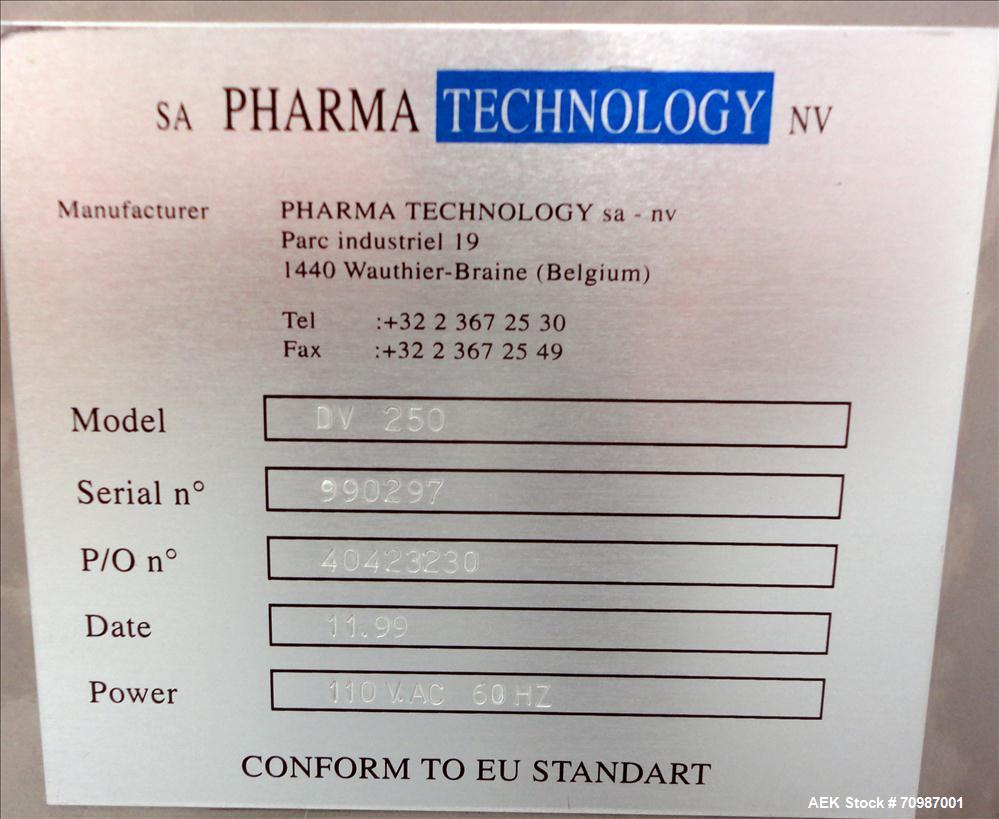 SA PHARMA TECHNOLOGY NV
Manufacturer PHARMA TECHNOLOGY sa - nv
Parc industriel 19
1440 Wauthier-Braine (Belgium)
Tel :+32 2 367 25 30
Fax :+32 2 367 25 49
Model DV 250
Serial n° 990297
P/O n° 40423230
Date 11.99
Power 110 V.AC 60 HZ
CONFORM TO EU STANDART
AEK Stock # 70987001